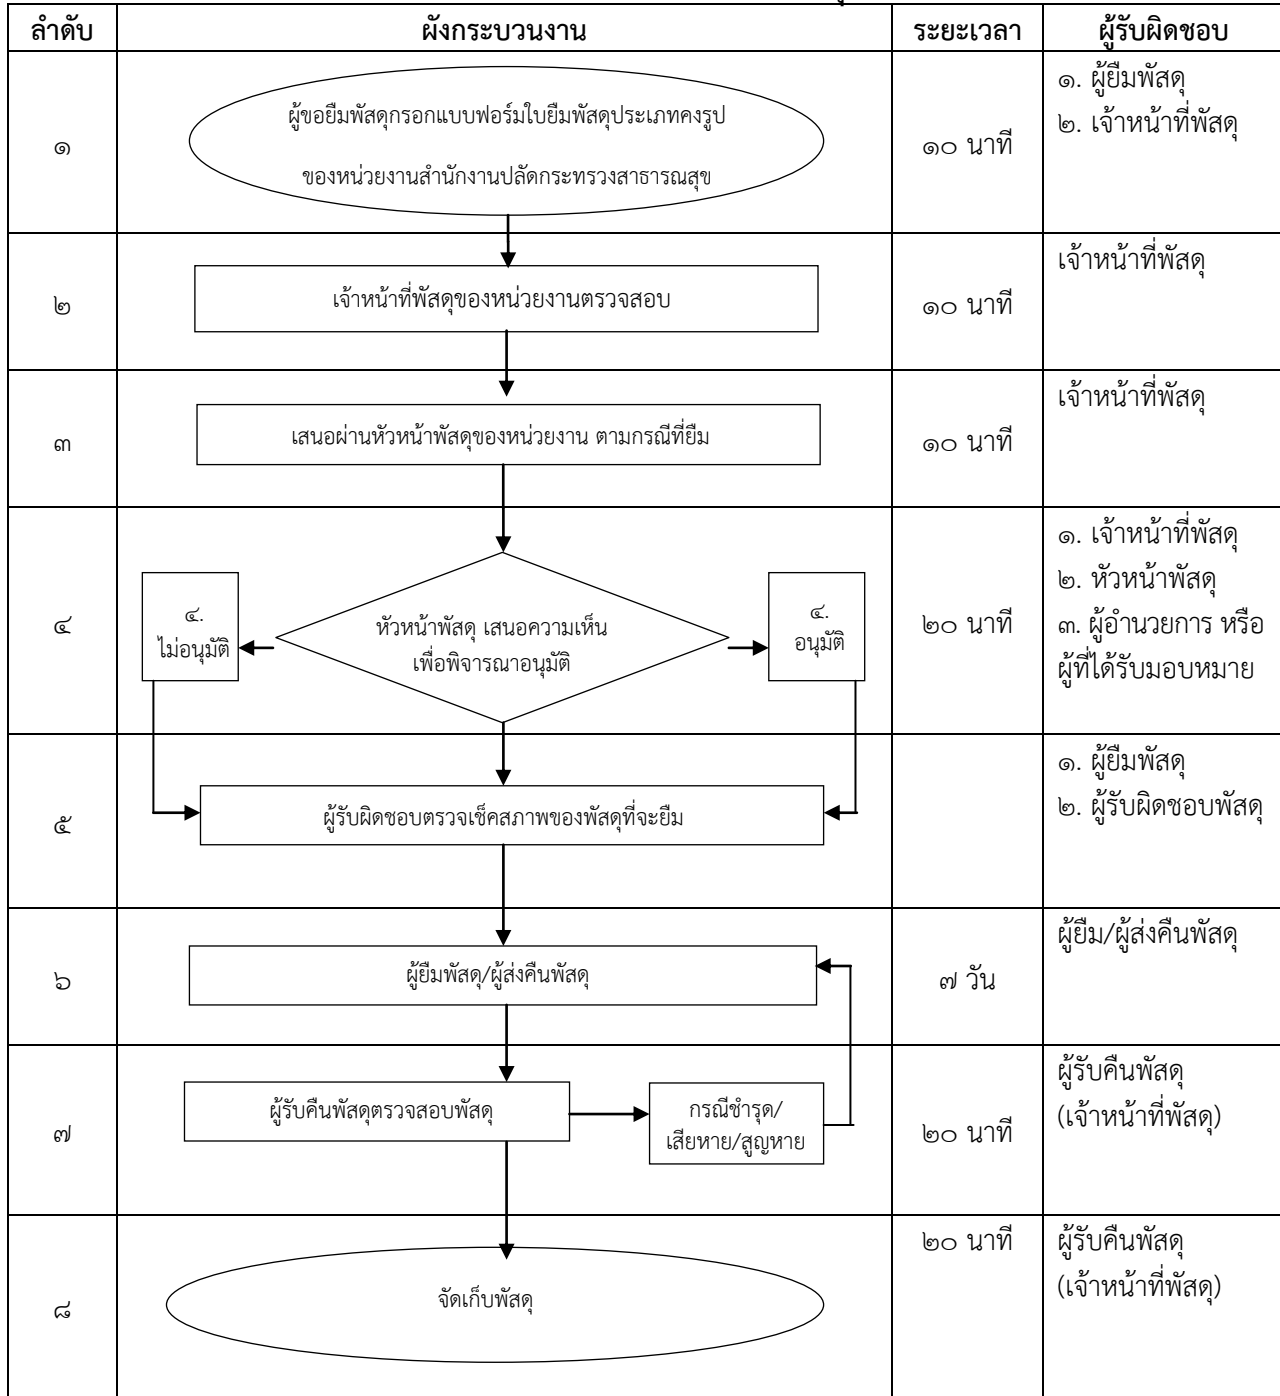 ลำดับ
ผังกระบวนงาน
ระยะเวลา
ผู้รับผิดชอบ
๑
ผู้ขอยืมพัสดุกรอกแบบฟอร์มใบยืมพัสดุประเภทคงรูป
ของหน่วยงานสำนักงานปลัดกระทรวงสาธารณสุข
๑๐ นาที
๑. ผู้ยืมพัสดุ
๒. เจ้าหน้าที่พัสดุ
๒
เจ้าหน้าที่พัสดุของหน่วยงานตรวจสอบ
๑๐ นาที
เจ้าหน้าที่พัสดุ
๓
เสนอผ่านหัวหน้าพัสดุของหน่วยงาน ตามกรณีที่ยืม
๑๐ นาที
เจ้าหน้าที่พัสดุ
๔
๔.
ไม่อนุมัติ
หัวหน้าพัสดุ เสนอความเห็น
เพื่อพิจารณาอนุมัติ
๔.
อนุมัติ
๒๐ นาที
๑. เจ้าหน้าที่พัสดุ
๒. หัวหน้าพัสดุ
๓. ผู้อำนวยการ หรือ
ผู้ที่ได้รับมอบหมาย
๕
ผู้รับผิดชอบตรวจเช็คสภาพของพัสดุที่จะยืม
๑. ผู้ยืมพัสดุ
๒. ผู้รับผิดชอบพัสดุ
๖
ผู้ยืมพัสดุ/ผู้ส่งคืนพัสดุ
๗ วัน
ผู้ยืม/ผู้ส่งคืนพัสดุ
๗
ผู้รับคืนพัสดุตรวจสอบพัสดุ
กรณีชำรุด/
เสียหาย/สูญหาย
๒๐ นาที
ผู้รับคืนพัสดุ
(เจ้าหน้าที่พัสดุ)
๘
จัดเก็บพัสดุ
๒๐ นาที
ผู้รับคืนพัสดุ
(เจ้าหน้าที่พัสดุ)